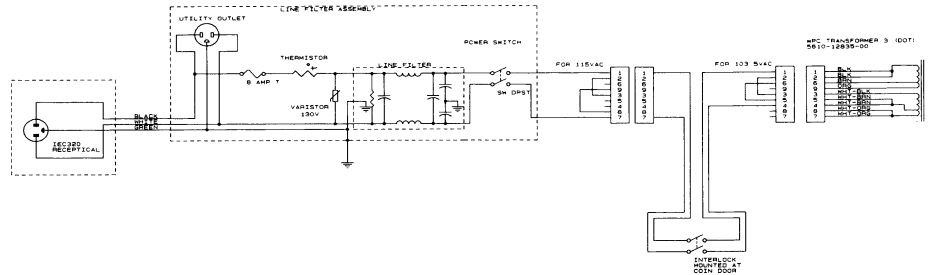 LINE FILTER ASSEMBLY
UTILITY OUTLET
POWER SWITCH
WPC TRANSFORMER 3 (DOT)
5610-12835-00
THERMISTOR
LINE FILTER
FOR 115VAC
FOR 103.5VAC
8 AMP T
SW DPST
VARISTOR
130V
BLK
BLK
BRN
ORG
WHT-BLK
WHT-BRN
WHT-BRN
WHT-ORG
WHT-ORG
BLACK
WHITE
GREEN
IEC320
RECEPTICAL
INTERLOCK
MOUNTED AT
COIN DOOR